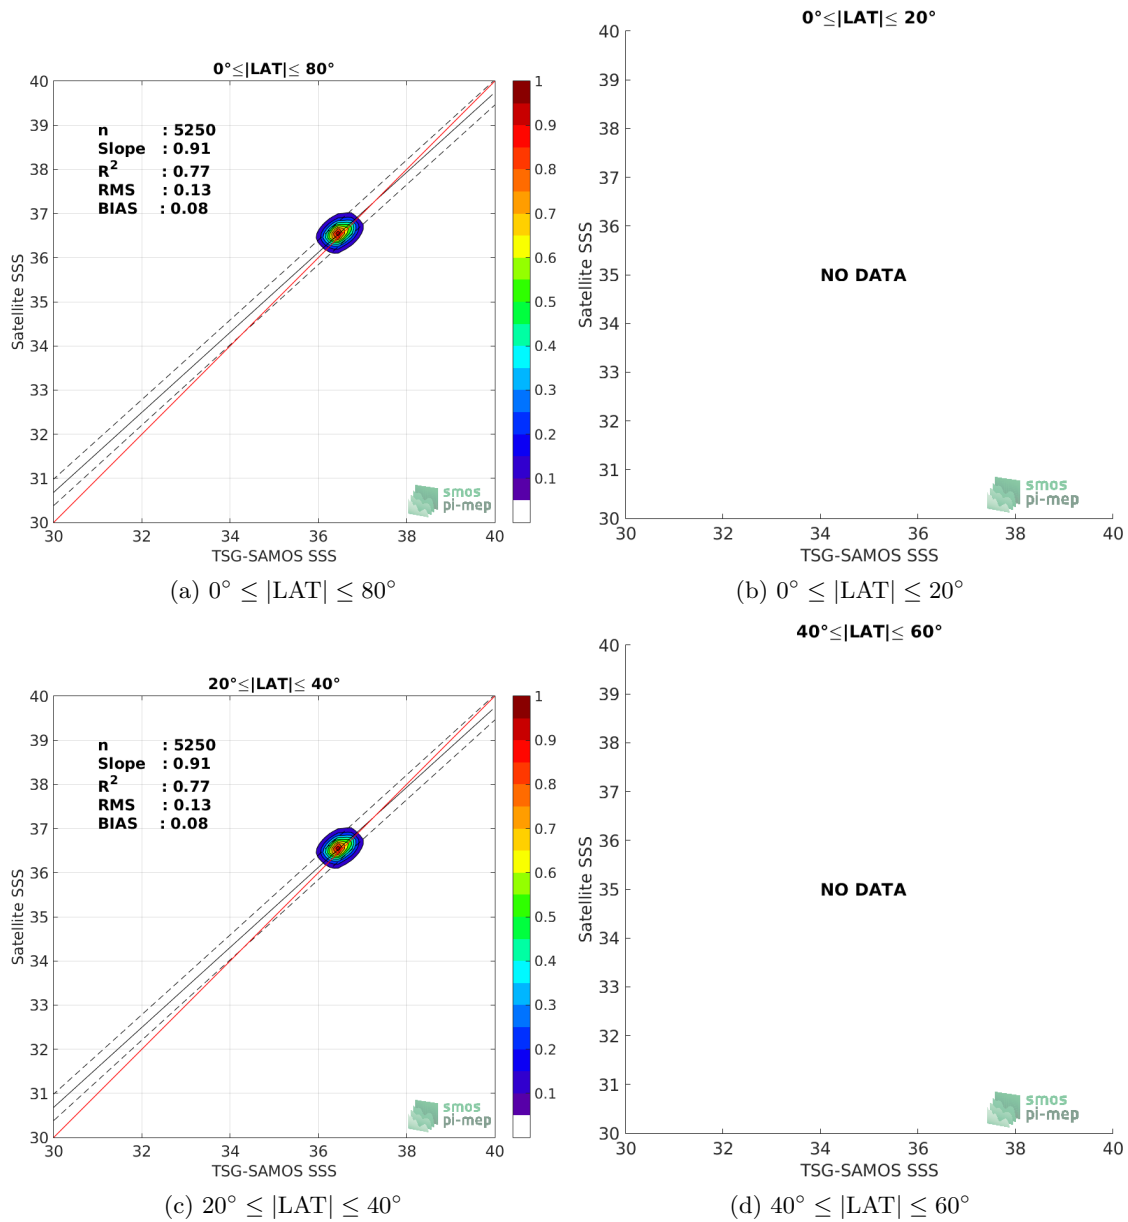 0°≤|LAT|≤ 80°
40
39
38
37
36
35
34
33
32
31
30
Satellite SSS
n : 5250
Slope : 0.91
R² : 0.77
RMS : 0.13
BIAS : 0.08
smos
pi-mep
30 32 34 36 38 40
TSG-SAMOS SSS
1
0.9
0.8
0.7
0.6
0.5
0.4
0.3
0.2
0.1
(a) 0° ≤ |LAT| ≤ 80°
0°≤|LAT|≤ 20°
40
39
38
37
36
35
34
33
32
31
30
Satellite SSS
NO DATA
smos
pi-mep
30 32 34 36 38 40
TSG-SAMOS SSS
(b) 0° ≤ |LAT| ≤ 20°
20°≤|LAT|≤ 40°
40
39
38
37
36
35
34
33
32
31
30
Satellite SSS
n : 5250
Slope : 0.91
R² : 0.77
RMS : 0.13
BIAS : 0.08
smos
pi-mep
30 32 34 36 38 40
TSG-SAMOS SSS
1
0.9
0.8
0.7
0.6
0.5
0.4
0.3
0.2
0.1
(c) 20° ≤ |LAT| ≤ 40°
40°≤|LAT|≤ 60°
40
39
38
37
36
35
34
33
32
31
30
Satellite SSS
NO DATA
smos
pi-mep
30 32 34 36 38 40
TSG-SAMOS SSS
(d) 40° ≤ |LAT| ≤ 60°